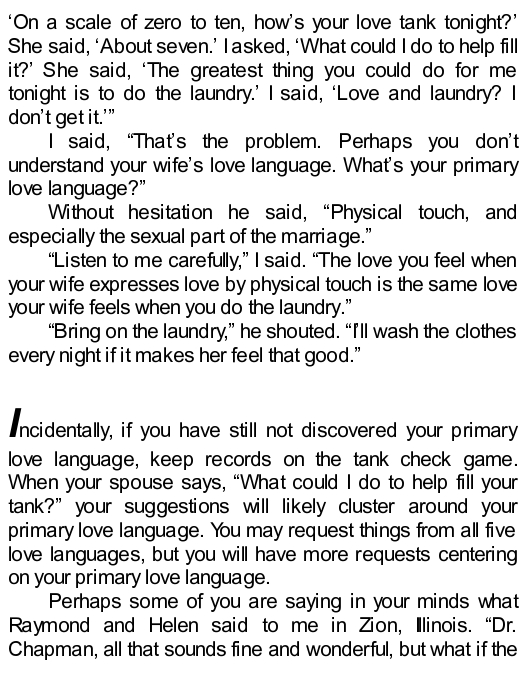 ‘On a scale of zero to ten, how’s your love tank tonight?’
She said, ‘About seven.’ I asked, ‘What could I do to help fill
it?’ She said, ‘The greatest thing you could do for me
tonight is to do the laundry.’ I said, ‘Love and laundry? I
don’t get it.’”
I said, “That’s the problem. Perhaps you don’t
understand your wife’s love language. What’s your primary
love language?”
Without hesitation he said, “Physical touch, and
especially the sexual part of the marriage.”
“Listen to me carefully,” I said. “The love you feel when
your wife expresses love by physical touch is the same love
your wife feels when you do the laundry.”
“Bring on the laundry,” he shouted. “I’ll wash the clothes
every night if it makes her feel that good.”
Incidentally, if you have still not discovered your primary
love language, keep records on the tank check game.
When your spouse says, “What could I do to help fill your
tank?” your suggestions will likely cluster around your
primary love language. You may request things from all five
love languages, but you will have more requests centering
on your primary love language.
Perhaps some of you are saying in your minds what
Raymond and Helen said to me in Zion, Illinois. “Dr.
Chapman, all that sounds fine and wonderful, but what if the